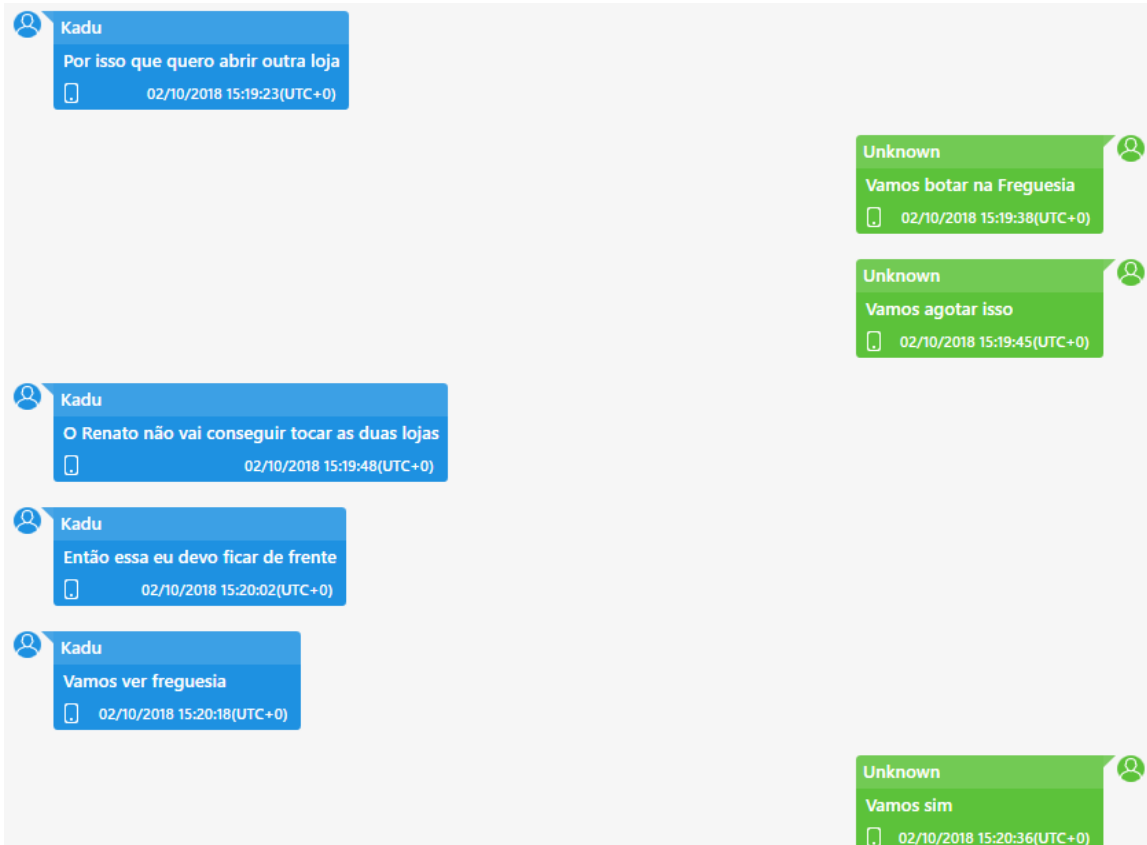 Kadu
Por isso que quero abrir outra loja
02/10/2018 15:19:23(UTC+0)
Unknown
Vamos botar na Freguesia
02/10/2018 15:19:38(UTC+0)
Unknown
Vamos agotar isso
02/10/2018 15:19:45(UTC+0)
Kadu
O Renato não vai conseguir tocar as duas lojas
02/10/2018 15:19:48(UTC+0)
Kadu
Então essa eu devo ficar de frente
02/10/2018 15:20:02(UTC+0)
Kadu
Vamos ver freguesia
02/10/2018 15:20:18(UTC+0)
Unknown
Vamos sim
02/10/2018 15:20:36(UTC+0)